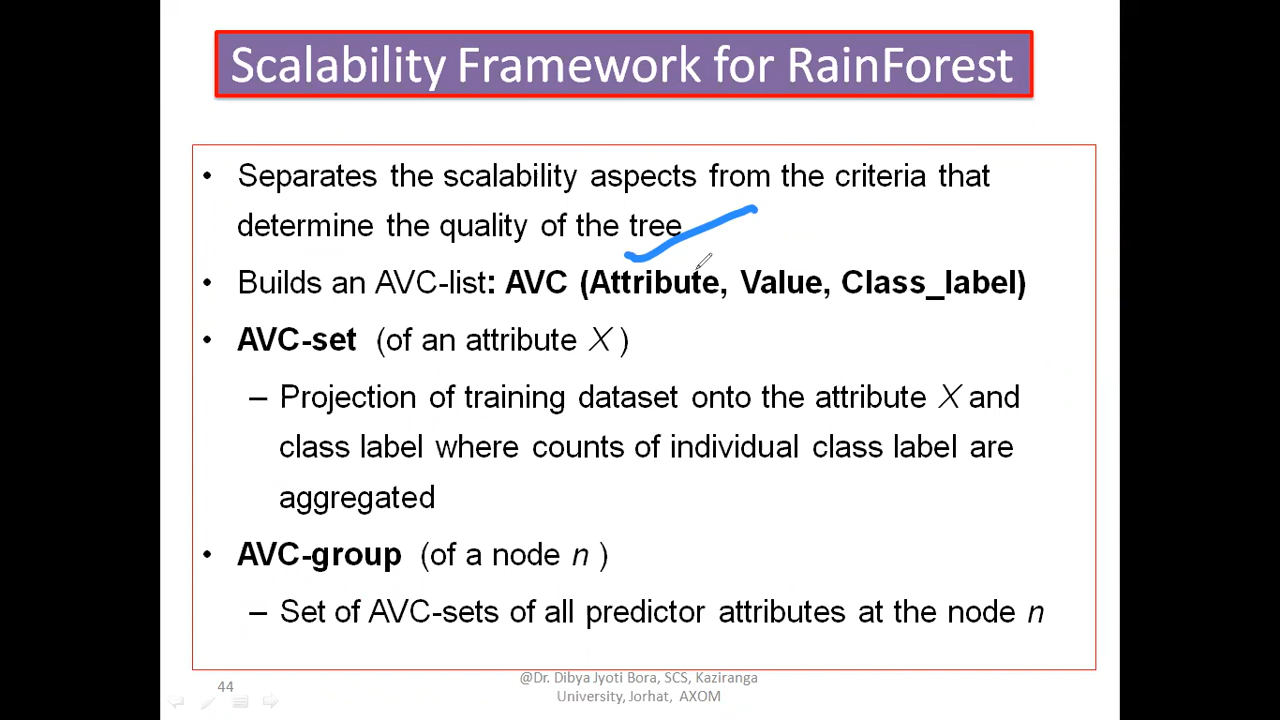 Scalability Framework for RainForest
• Separates the scalability aspects from the criteria that
determine the quality of the tree
• Builds an AVC-list: AVC (Attribute, Value, Class_label)
• AVC-set (of an attribute X )
– Projection of training dataset onto the attribute X and
class label where counts of individual class label are
aggregated
• AVC-group (of a node n )
– Set of AVC-sets of all predictor attributes at the node n
44
@Dr. Dibya Jyoti Bora, SCS, Kaziranga
University, Jorhat, AXOM